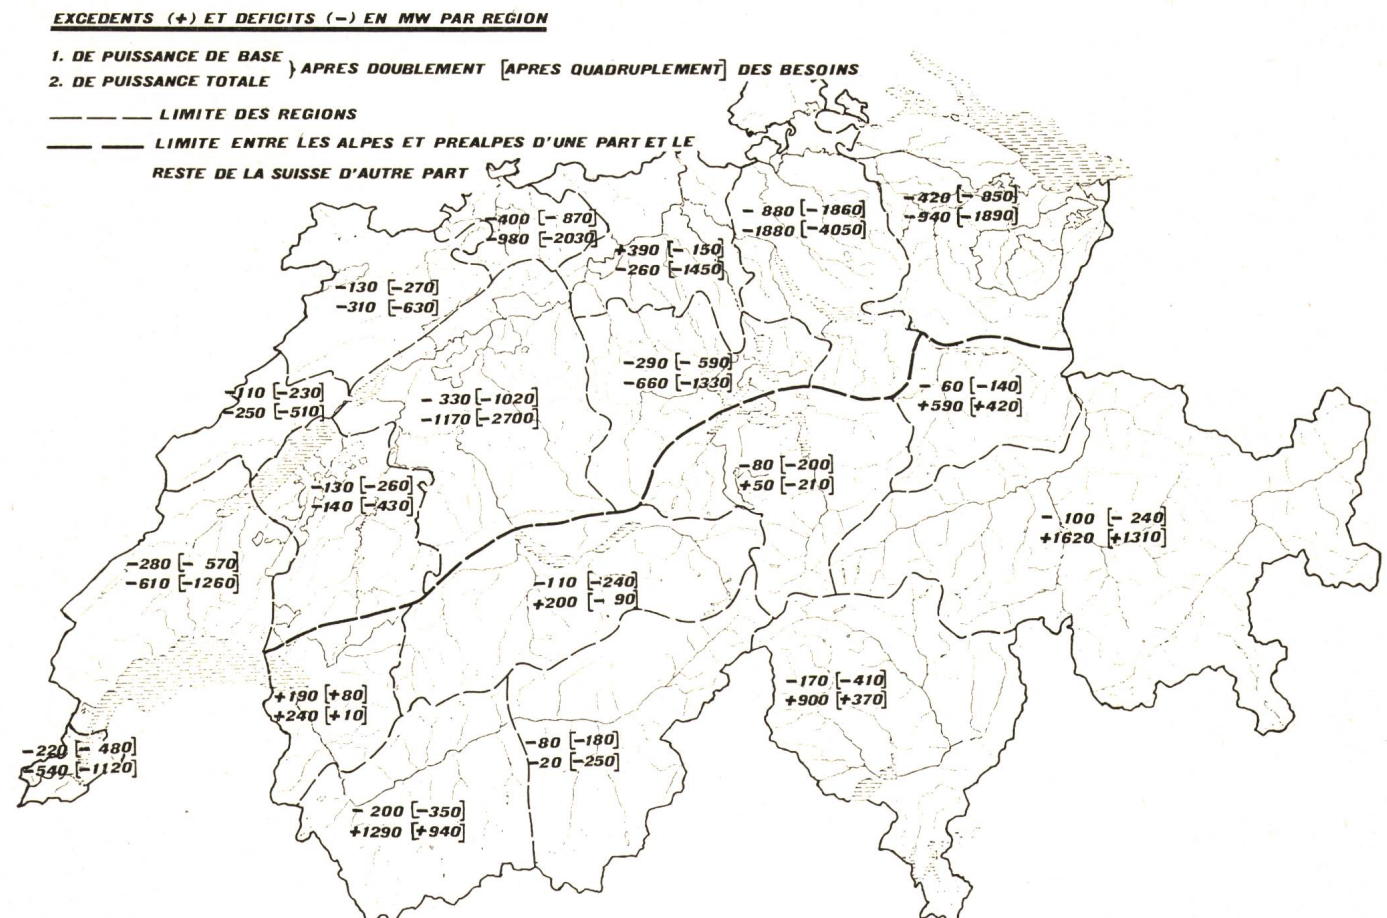 EXCEDENTS (+) ET DEFICITS (−) EN MW PAR REGION
1. DE PUISSANCE DE BASE
2. DE PUISSANCE TOTALE
} APRES DOUBLEMENT [APRES QUADRUPLEMENT] DES BESOINS
LIMITE DES REGIONS
LIMITE ENTRE LES ALPES ET PREALPES D'UNE PART ET LE
RESTE DE LA SUISSE D'AUTRE PART
−400 [− 870]
−980 [−2030]
+390 [− 150]
−260 [−1450]
− 880 [−1860]
−1880 [−4050]
−420 [− 850]
−940 [−1890]
−130 [−270]
−310 [−630]
−110 [−230]
−250 [−510]
− 330 [−1020]
−1170 [−2700]
−290 [− 590]
−660 [−1330]
− 60 [−140]
+590 [+420]
−130 [−260]
−140 [−430]
−80 [−200]
+50 [−210]
− 100 [− 240]
+1620 [+1310]
−280 [− 570]
−610 [−1260]
−110 [−240]
+200 [− 90]
+190 [+80]
+240 [+10]
−170 [−410]
+900 [+370]
−220 [− 480]
−540 [−1120]
−80 [−180]
−20 [−250]
− 200 [−350]
+1290 [+940]